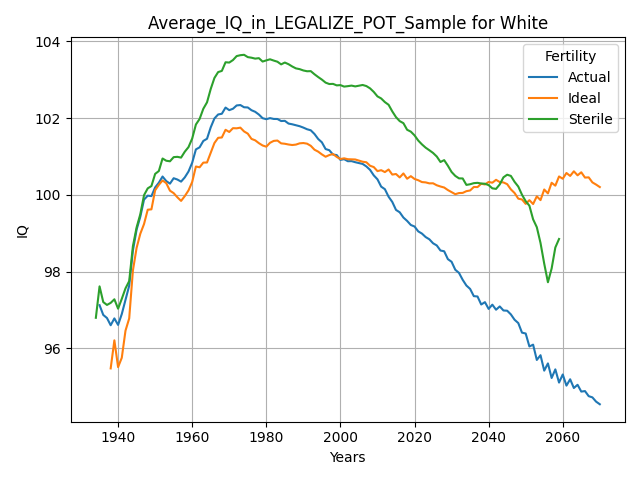 Average_IQ_in_LEGALIZE_POT_Sample for White
104
102
100
98
96
IQ
1940
1960
1980
2000
2020
2040
2060
Years
Fertility
Actual
Ideal
Sterile